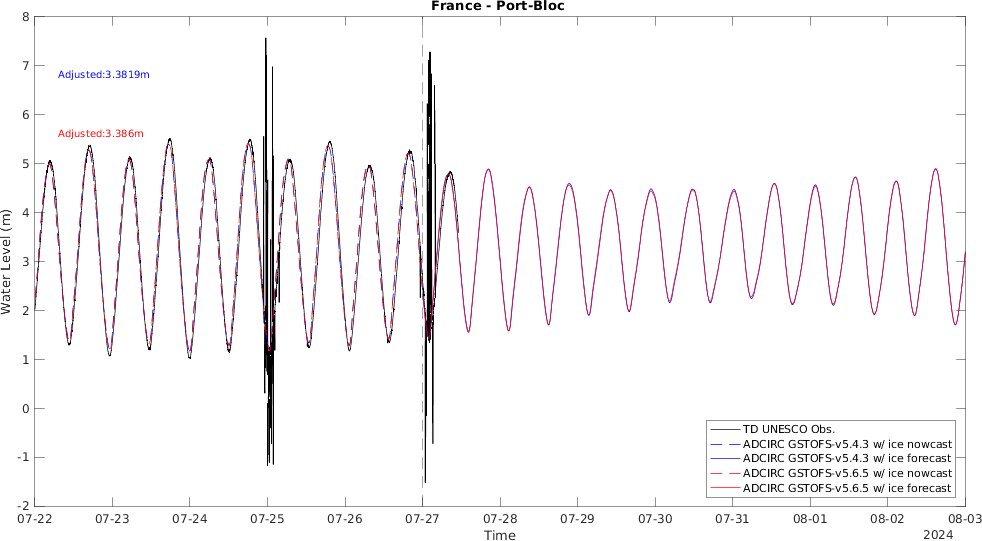 France - Port-Bloc
8
7
6
5
4
3
2
1
0
-1
-2
Water Level (m)
Adjusted:3.3819m
Adjusted:3.386m
TD UNESCO Obs.
ADCIRC GSTOFS-v5.4.3 w/ ice nowcast
ADCIRC GSTOFS-v5.4.3 w/ ice forecast
ADCIRC GSTOFS-v5.6.5 w/ ice nowcast
ADCIRC GSTOFS-v5.6.5 w/ ice forecast
07-22 07-23 07-24 07-25 07-26 07-27 07-28 07-29 07-30 07-31 08-01 08-02 08-03
Time
2024